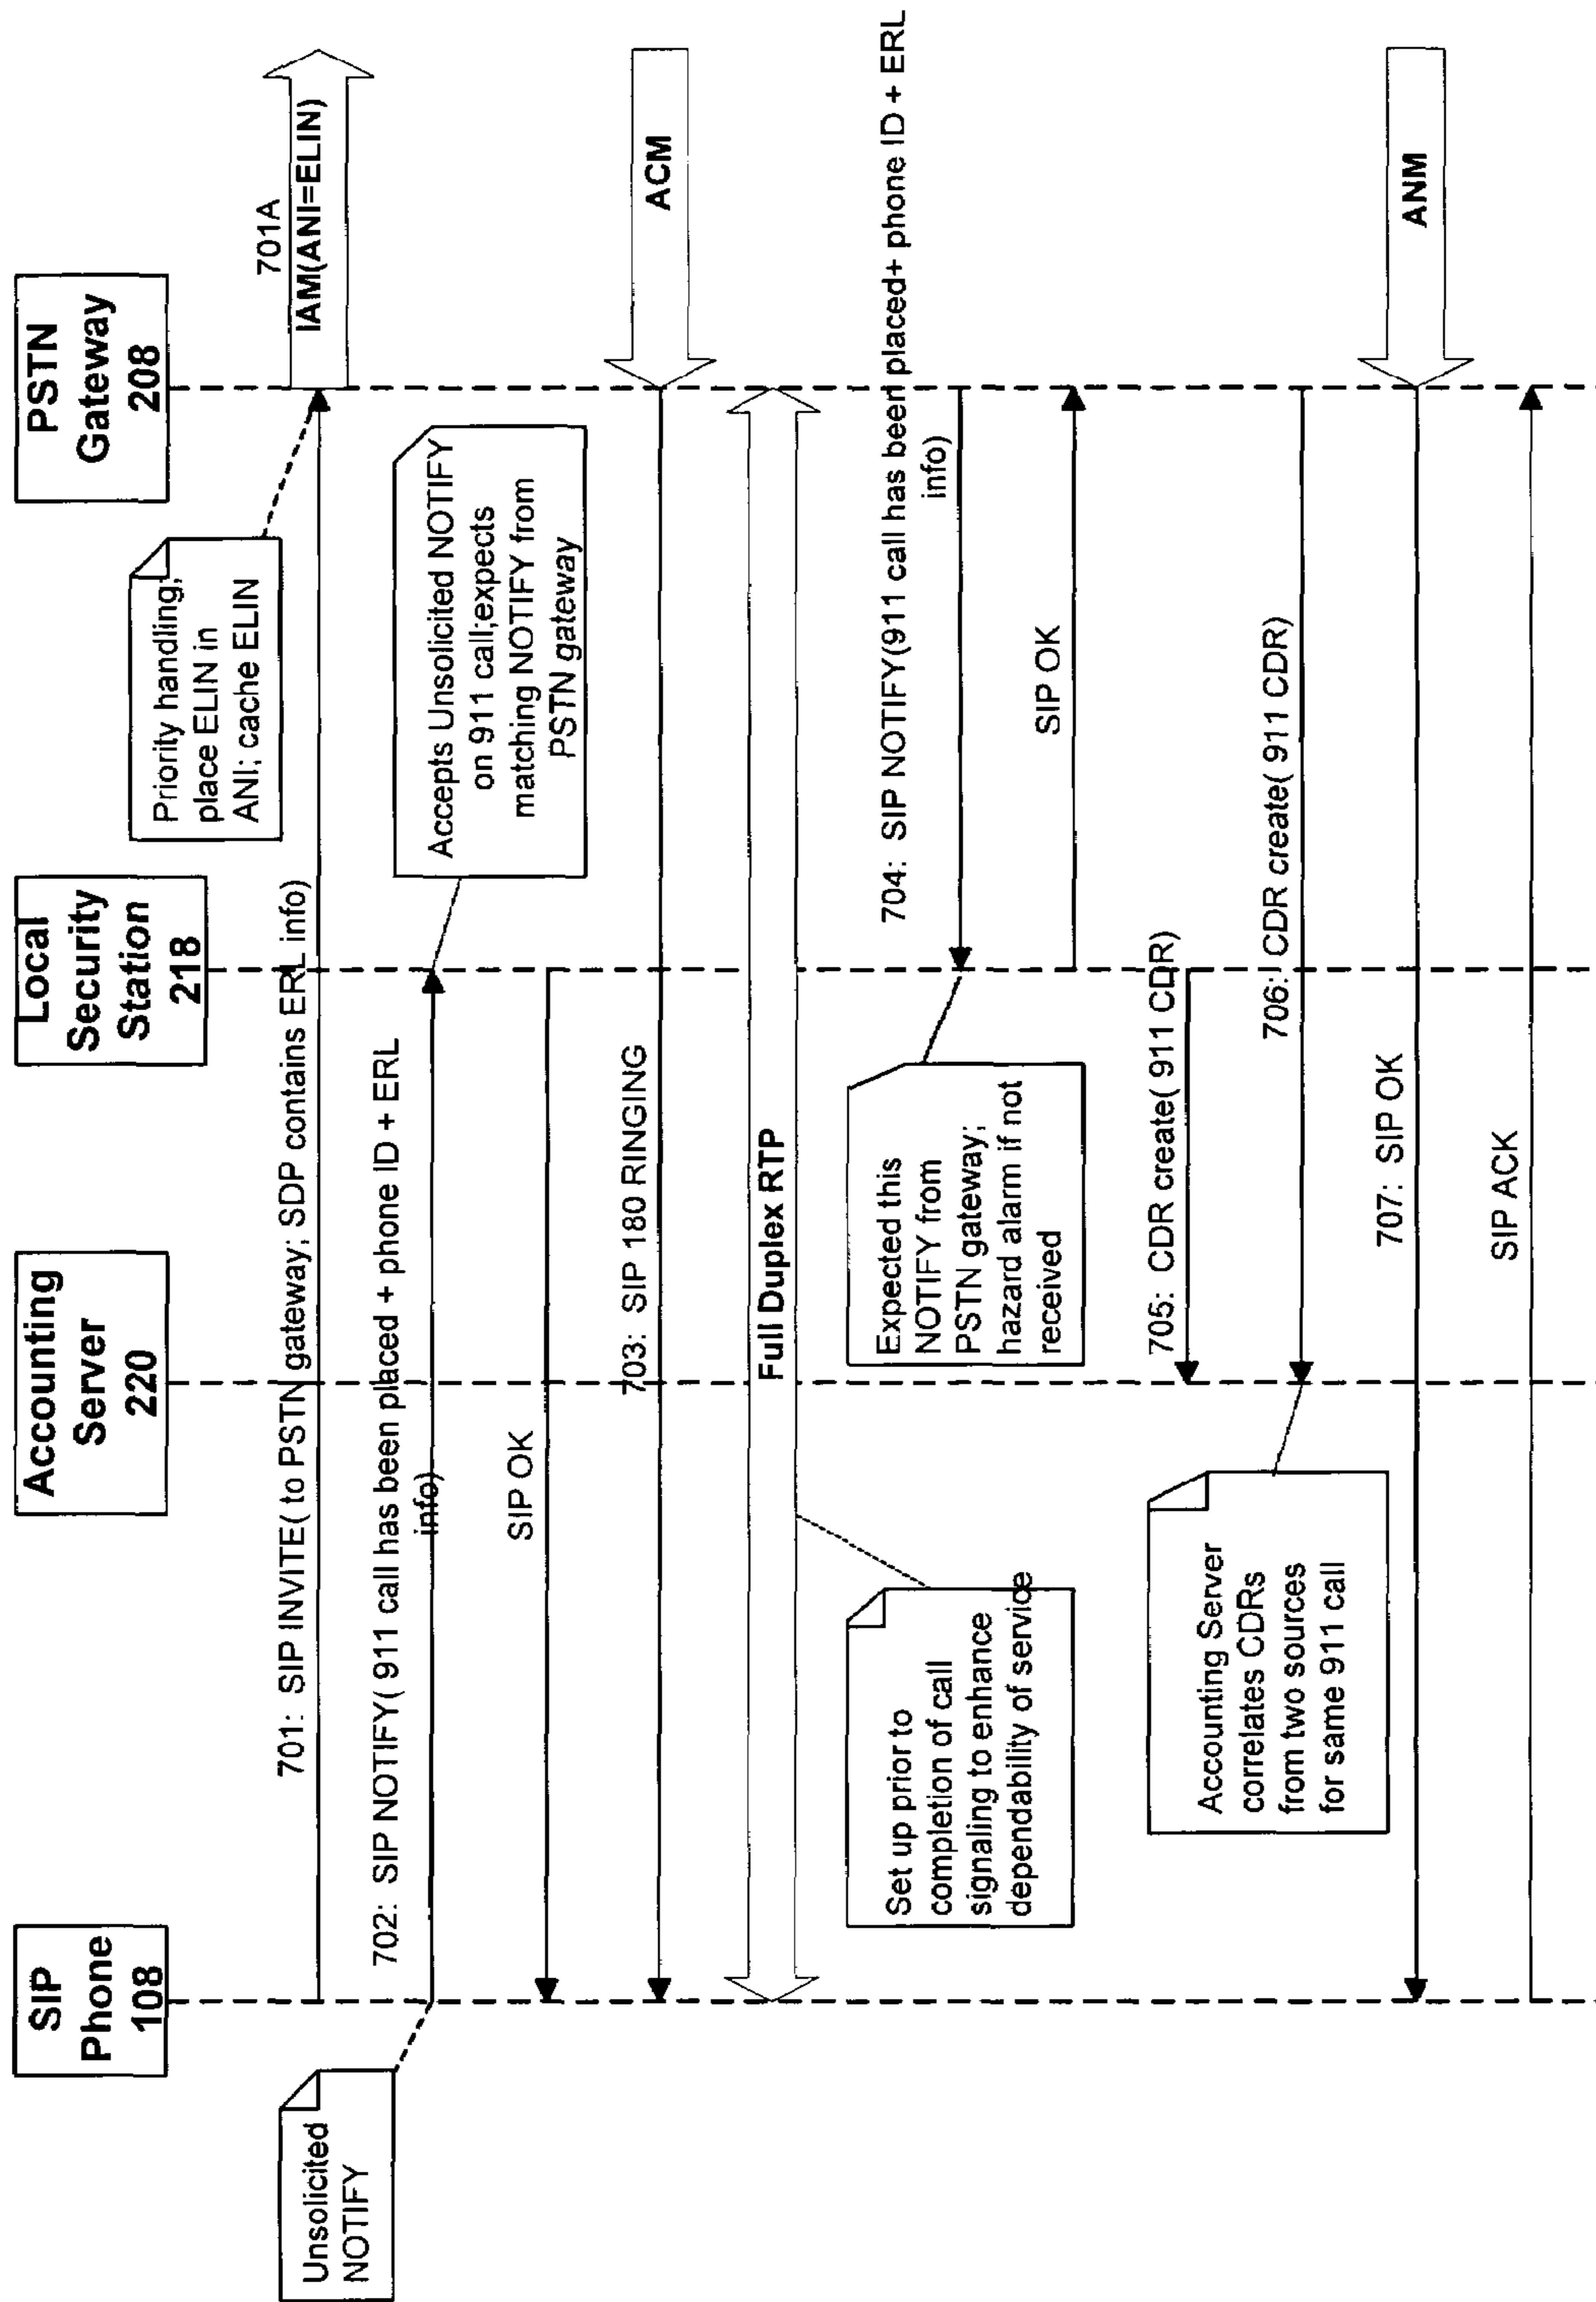 SIP
Phone
108
Accounting
Server
220
Local
Security
Station
218
PSTN
Gateway
208
701: SIP INVITE( to PSTN gateway; SDP contains ERL info)
Priority handling;
place ELIN in
ANI; cache ELIN
701A
IAM(ANI=ELIN)
Unsolicited
NOTIFY
702: SIP NOTIFY( 911 call has been placed + phone ID + ERL
info)
Accepts Unsolicited NOTIFY
on 911 call;expects
matching NOTIFY from
PSTN gateway
SIP OK
703: SIP 180 RINGING
ACM
Full Duplex RTP
Set up prior to
completion of call
signaling to enhance
dependability of service
704: SIP NOTIFY(911 call has been placed+ phone ID + ERL
info)
Expected this
NOTIFY from
PSTN gateway;
hazard alarm if not
received
SIP OK
705: CDR create( 911 CDR)
706: CDR create( 911 CDR)
Accounting Server
correlates CDRs
from two sources
for same 911 call
707: SIP OK
ANM
SIP ACK